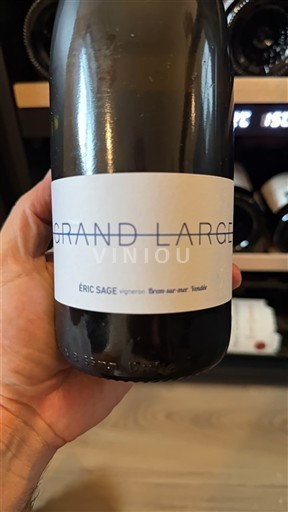 GRAND LARGE
VINIOU
ÉRIC SAGE vigneron Brem-sur-mer Vendée